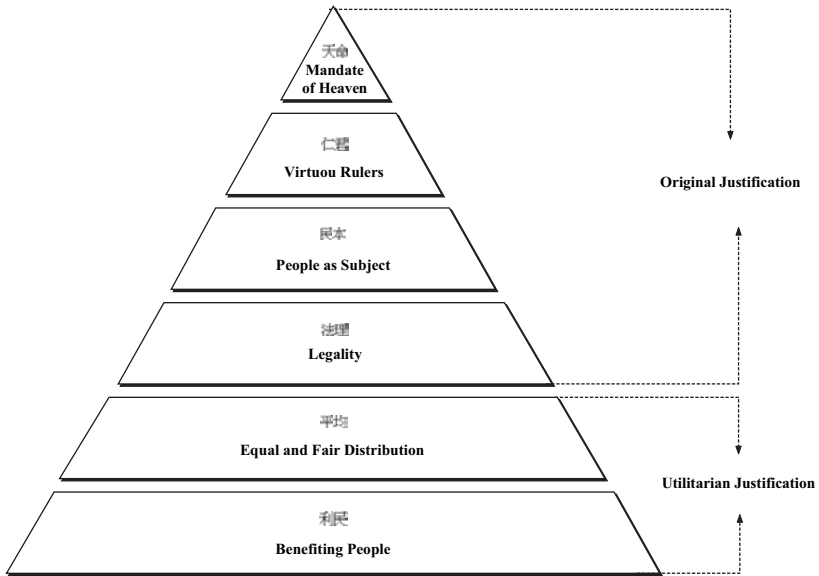 天命
Mandate
of Heaven
仁君
Virtuou Rulers
Original Justification
民本
People as Subject
法理
Legality
平均
Equal and Fair Distribution
Utilitarian Justification
利民
Benefiting People